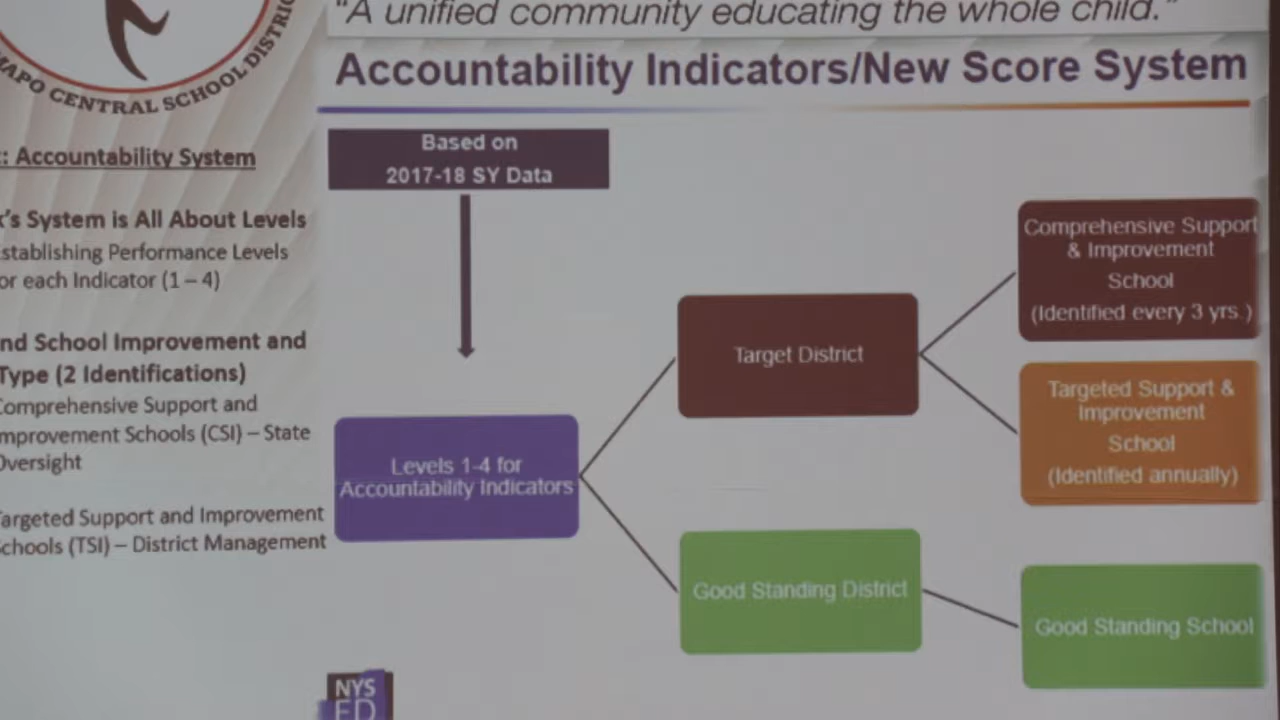 "A unified community educating the whole child."
Accountability Indicators/New Score System
CENTRAL SCHOOL DISTRIC
: Accountability System
's System is All About Levels
stablishing Performance Levels
or each Indicator (1 – 4)
nd School Improvement and
Type (2 Identifications)
Comprehensive Support and
mprovement Schools (CSI) – State
Oversight
Targeted Support and Improvement
Schools (TSI) – District Management
Based on
2017-18 SY Data
Levels 1-4 for
Accountability Indicators
Target District
Good Standing District
Comprehensive Support
& Improvement
School
(Identified every 3 yrs.)
Targeted Support &
Improvement
School
(Identified annually)
Good Standing School
NYS
ED